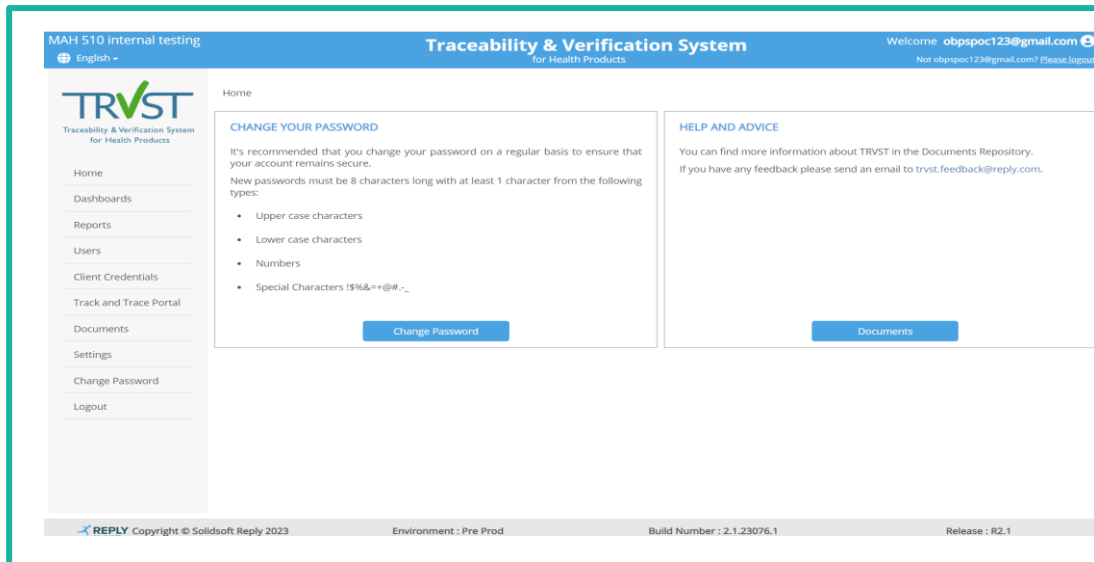 MAH 510 internal testing
English
Traceability & Verification System
for Health Products
Welcome obpspoc123@gmail.com
Not obpspoc123@gmail.com? Please logout
TRVST
Traceability & Verification System
for Health Products
Home
Dashboards
Reports
Users
Client Credentials
Track and Trace Portal
Documents
Settings
Change Password
Logout
Home
CHANGE YOUR PASSWORD
It's recommended that you change your password on a regular basis to ensure that
your account remains secure.
New passwords must be 8 characters long with at least 1 character from the following
types:
• Upper case characters
• Lower case characters
• Numbers
• Special Characters !$%&=+@#.-_
Change Password
HELP AND ADVICE
You can find more information about TRVST in the Documents Repository.
If you have any feedback please send an email to trvst.feedback@reply.com.
Documents
REPLY Copyright © Solidsoft Reply 2023
Environment : Pre Prod
Build Number : 2.1.23076.1
Release : R2.1